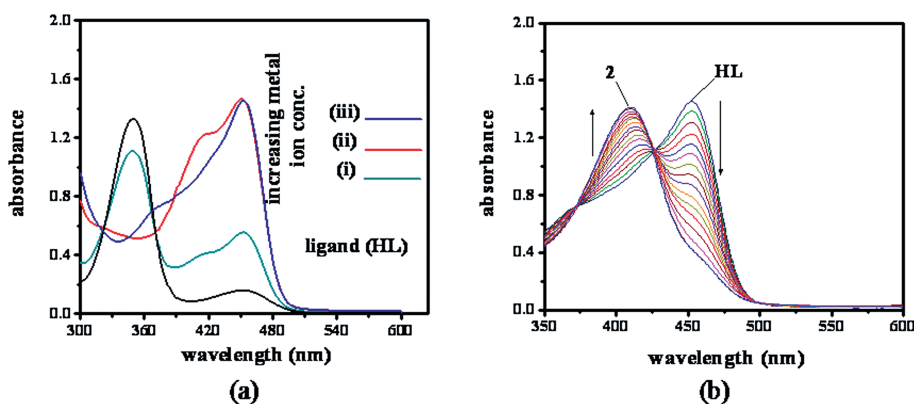 2.0
1.6
1.2
0.8
0.4
0.0
300
360
420
480
540
600
absorbance
wavelength (nm)
increasing metal
ion conc.
(iii)
(ii)
(i)
ligand (HL)
(a)
2.0
1.6
1.2
0.8
0.4
0.0
350
400
450
500
550
600
absorbance
wavelength (nm)
2
HL
(b)